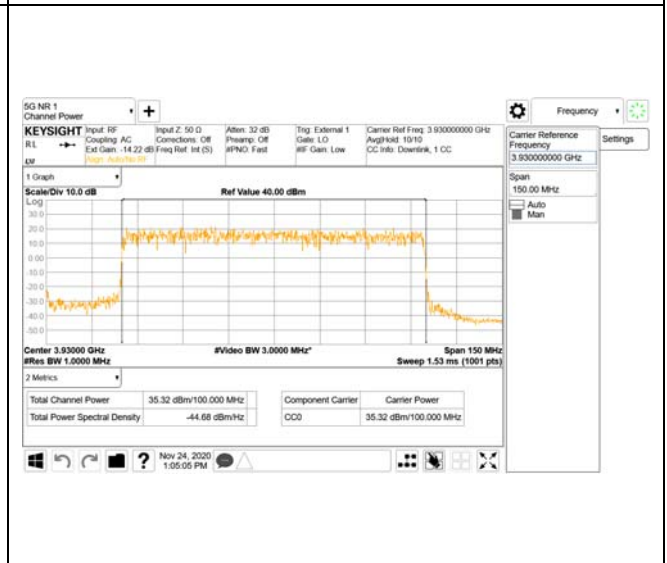 5G NR 1
Channel Power
Frequency
KEYSIGHT
RL
Input: RF
Coupling: AC
Ext Gain: -14.22 dB
Align: Auto/No RF
Input Z: 50 Ω
Corrections: Off
Freq Ref: Int (S)
Atten: 32 dB
Preamp: Off
#PNO: Fast
Trig: External 1
Gate: LO
#IF Gain: Low
Carrier Ref Freq: 3.930000000 GHz
Avg|Hold: 10/10
CC Info: Downlink, 1 CC
Carrier Reference
Frequency
3.930000000 GHz
Settings
Span
150.00 MHz
Auto
Man
1 Graph
Scale/Div 10.0 dB
Ref Value 40.00 dBm
Log
30.0
20.0
10.0
0.00
-10.0
-20.0
-30.0
-40.0
-50.0
Center 3.93000 GHz
#Video BW 3.0000 MHz*
Span 150 MHz
#Res BW 1.0000 MHz
Sweep 1.53 ms (1001 pts)
2 Metrics
Total Channel Power 35.32 dBm/100.000 MHz
Total Power Spectral Density -44.68 dBm/Hz
Component Carrier Carrier Power
CC0 35.32 dBm/100.000 MHz
?
Nov 24, 2020
1:05:05 PM